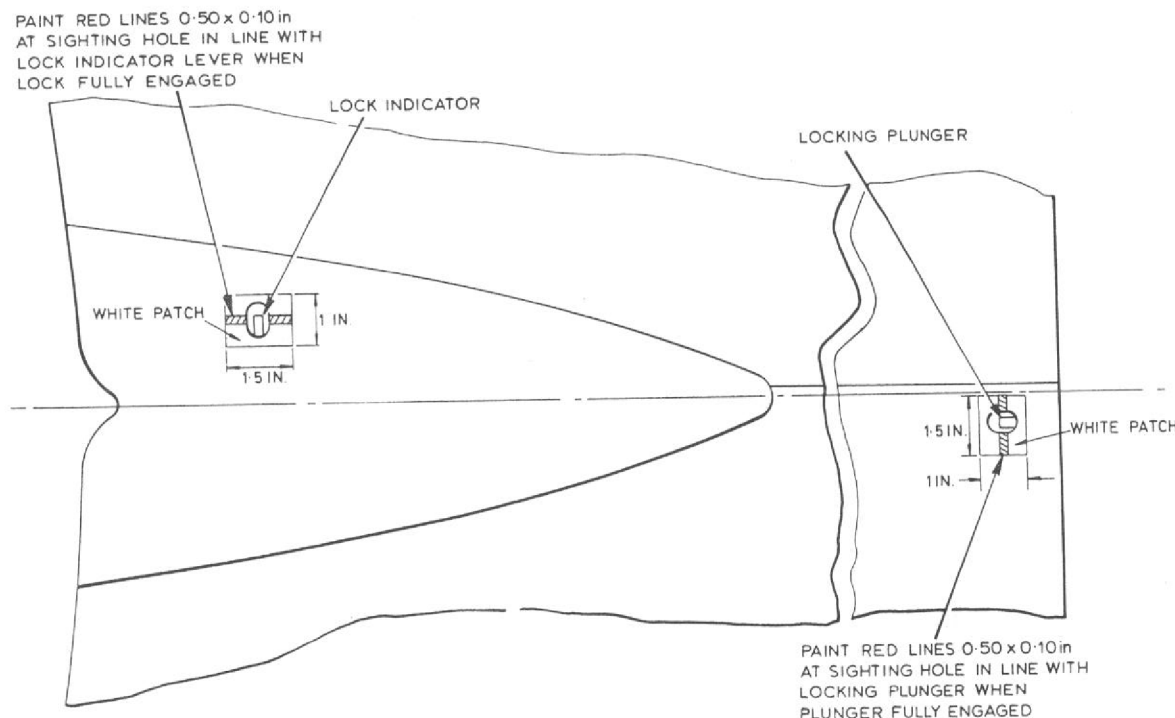 PAINT RED LINES 0·50 x 0·10 in
AT SIGHTING HOLE IN LINE WITH
LOCK INDICATOR LEVER WHEN
LOCK FULLY ENGAGED
LOCK INDICATOR
LOCKING PLUNGER
WHITE PATCH
1 IN.
1·5 IN.
1·5 IN.
WHITE PATCH
1 IN.
PAINT RED LINES 0·50 x 0·10 in
AT SIGHTING HOLE IN LINE WITH
LOCKING PLUNGER WHEN
PLUNGER FULLY ENGAGED